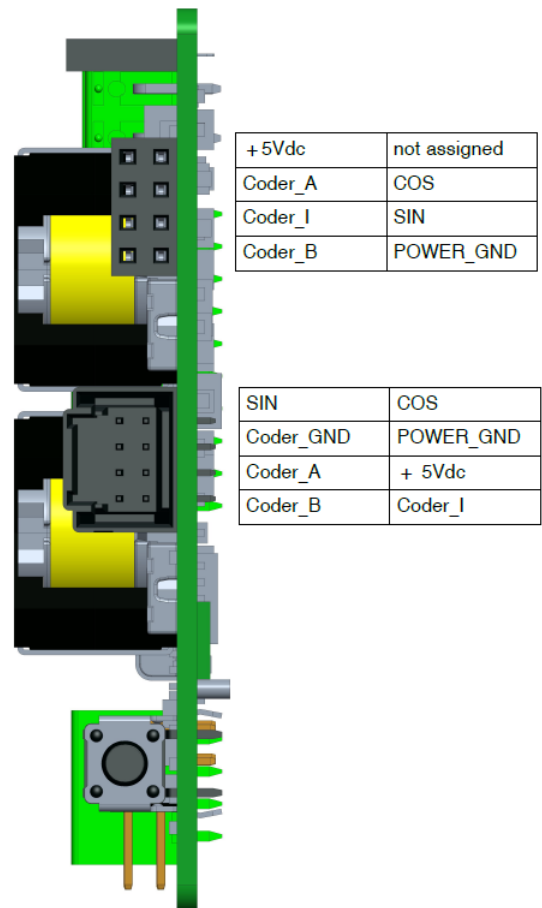 + 5Vdc not assigned
Coder_A COS
Coder_I SIN
Coder_B POWER_GND
SIN COS
Coder_GND POWER_GND
Coder_A + 5Vdc
Coder_B Coder_I